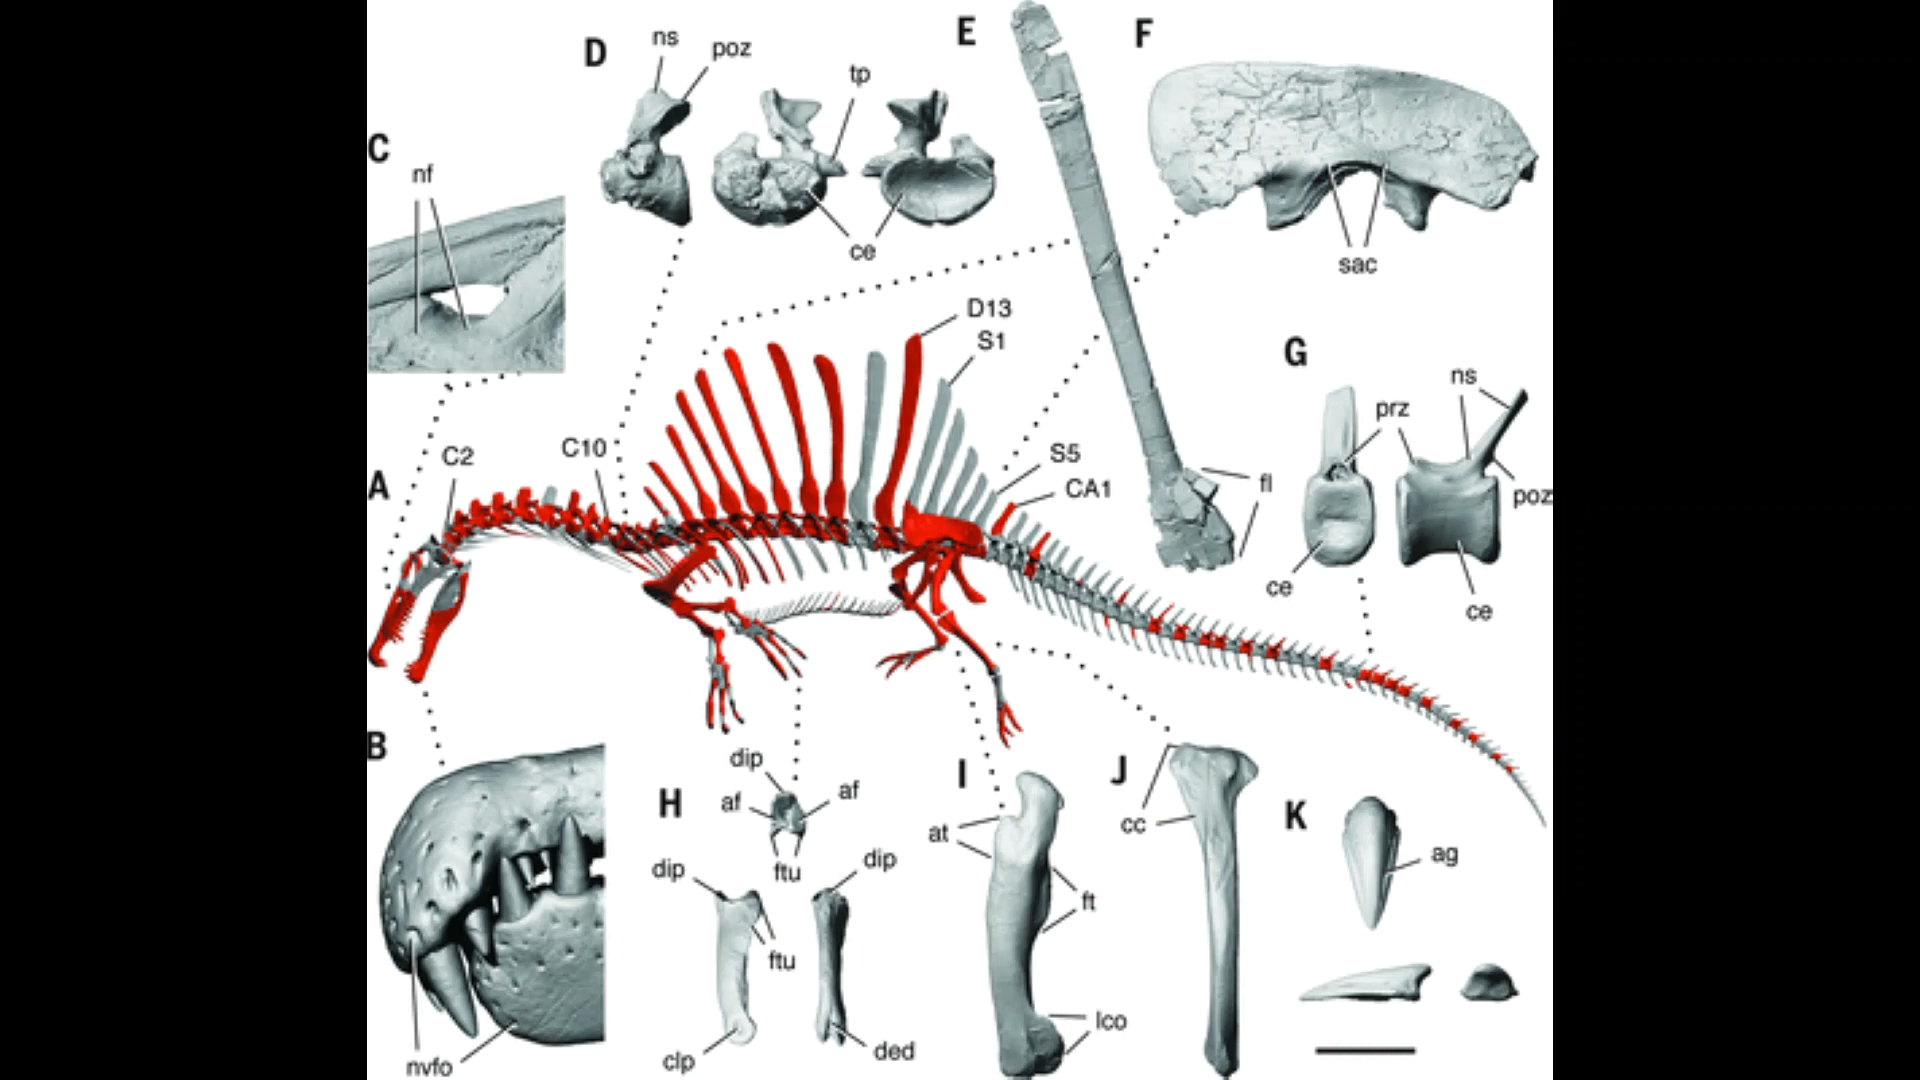 D
ns
poz
tp
ce
E
fl
F
sac
C
nf
D13
S1
G
ns
prz
poz
ce
ce
A
C2
C10
S5
CA1
B
nvfo
H
dip
af
af
ftu
dip
dip
ftu
clp
ded
I
at
ft
lco
J
cc
K
ag